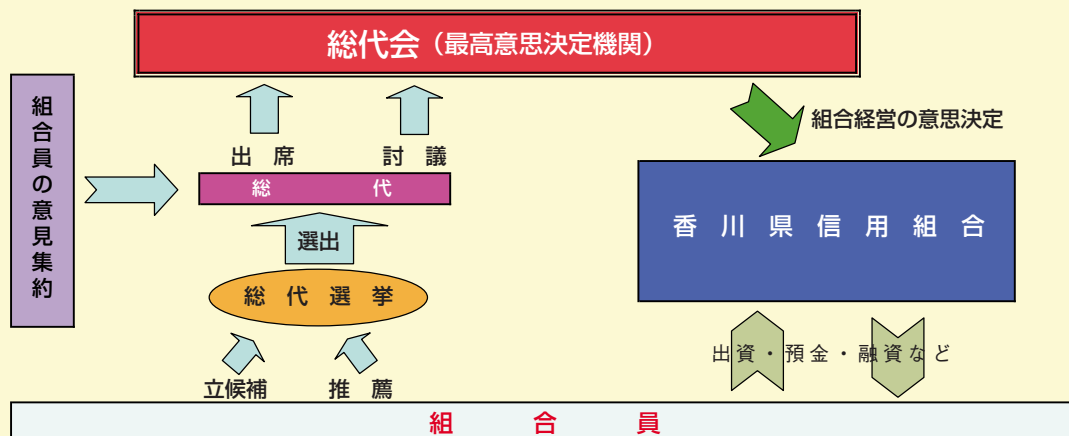 総代会（最高意思決定機関）
組合員の意見集約
組合経営の意思決定
出席
討議
総代
香川県信用組合
選出
総代選挙
出資・預金・融資など
立候補
推薦
組合員